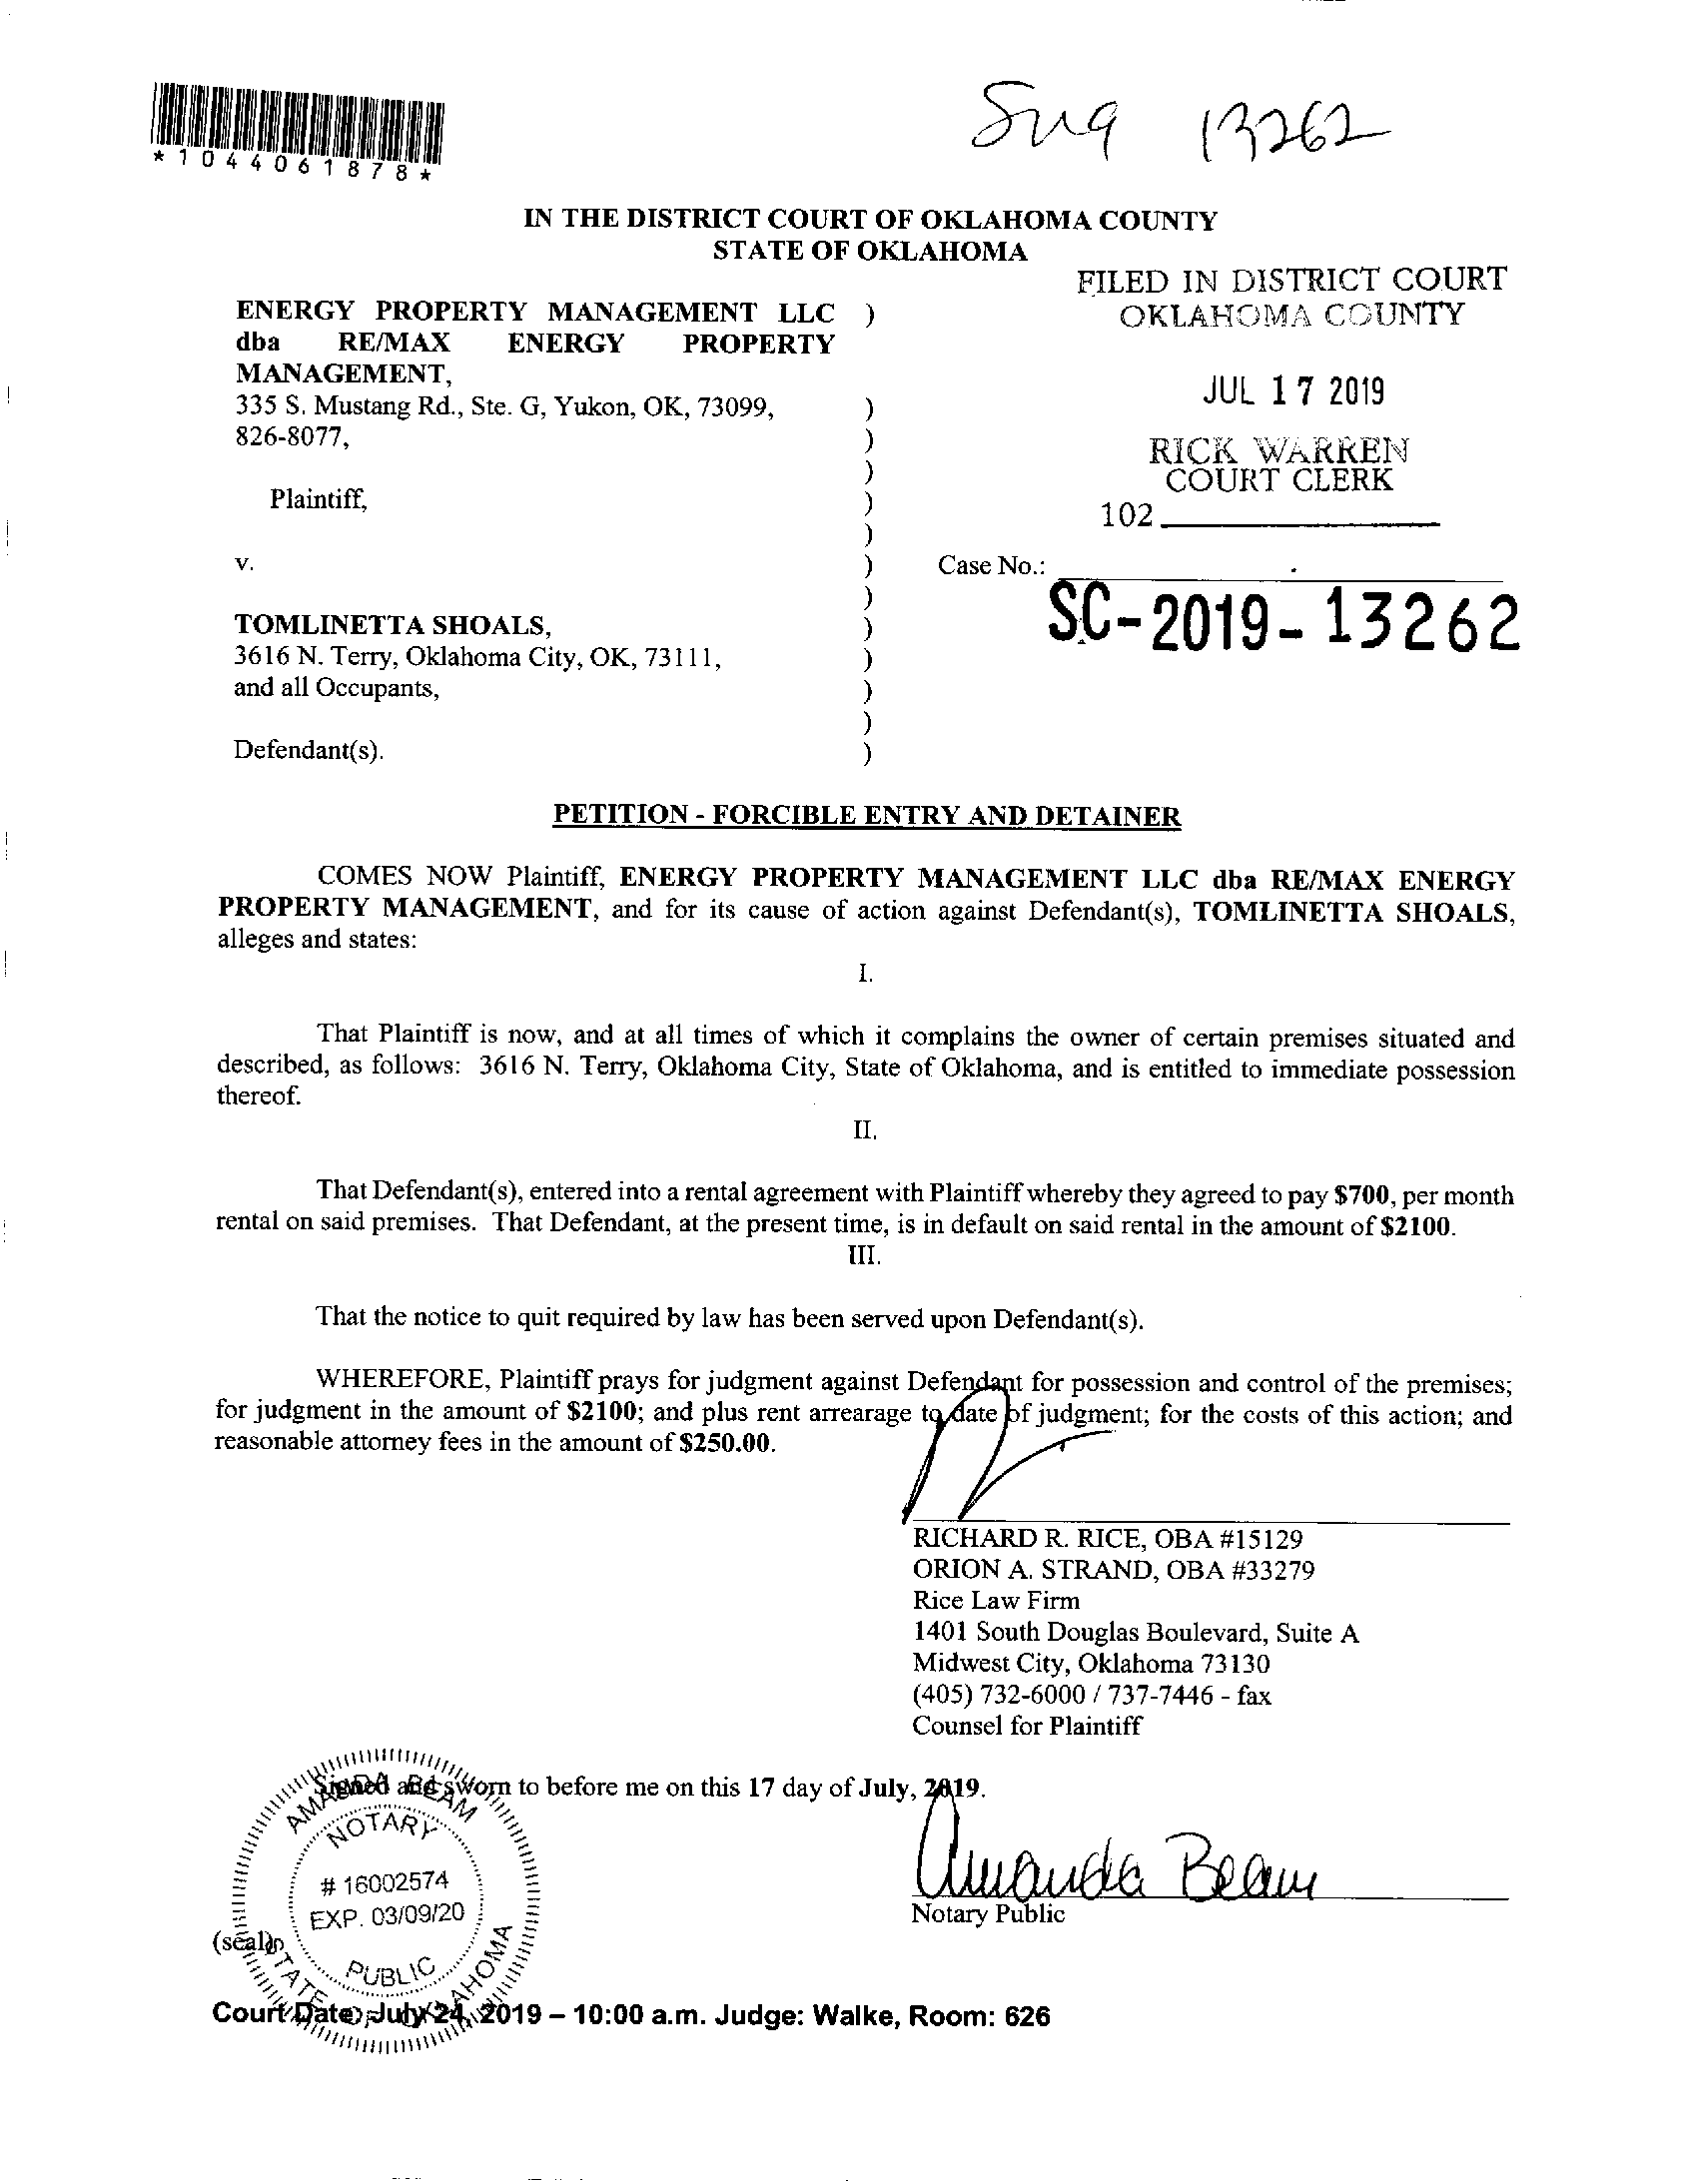 Sug 13262
*1044061878*
IN THE DISTRICT COURT OF OKLAHOMA COUNTY
STATE OF OKLAHOMA
FILED IN DISTRICT COURT
OKLAHOMA COUNTY
JUL 17 2019
RICK WARREN
COURT CLERK
102
ENERGY PROPERTY MANAGEMENT LLC )
dba RE/MAX ENERGY PROPERTY
MANAGEMENT,
335 S. Mustang Rd., Ste. G, Yukon, OK, 73099, )
826-8077, )
)
Plaintiff, )
)
v. ) Case No.:
) SC-2019-13262
TOMLINETTA SHOALS, )
3616 N. Terry, Oklahoma City, OK, 73111, )
and all Occupants, )
)
Defendant(s). )
PETITION - FORCIBLE ENTRY AND DETAINER
COMES NOW Plaintiff, ENERGY PROPERTY MANAGEMENT LLC dba RE/MAX ENERGY
PROPERTY MANAGEMENT, and for its cause of action against Defendant(s), TOMLINETTA SHOALS,
alleges and states:
I.
That Plaintiff is now, and at all times of which it complains the owner of certain premises situated and
described, as follows: 3616 N. Terry, Oklahoma City, State of Oklahoma, and is entitled to immediate possession
thereof.
II.
That Defendant(s), entered into a rental agreement with Plaintiff whereby they agreed to pay $700, per month
rental on said premises. That Defendant, at the present time, is in default on said rental in the amount of $2100.
III.
That the notice to quit required by law has been served upon Defendant(s).
WHEREFORE, Plaintiff prays for judgment against Defendant for possession and control of the premises;
for judgment in the amount of $2100; and plus rent arrearage to date of judgment; for the costs of this action; and
reasonable attorney fees in the amount of $250.00.
RICHARD R. RICE, OBA #15129
ORION A. STRAND, OBA #33279
Rice Law Firm
1401 South Douglas Boulevard, Suite A
Midwest City, Oklahoma 73130
(405) 732-6000 / 737-7446 - fax
Counsel for Plaintiff
Signed and sworn to before me on this 17 day of July, 2019.
AMANDA BEAM
NOTARY
# 16002574
EXP. 03/09/20
PUBLIC
STATE OF OKLAHOMA
Amanda Beam
Notary Public
(seal)
Court Date: July 24, 2019 – 10:00 a.m. Judge: Walke, Room: 626